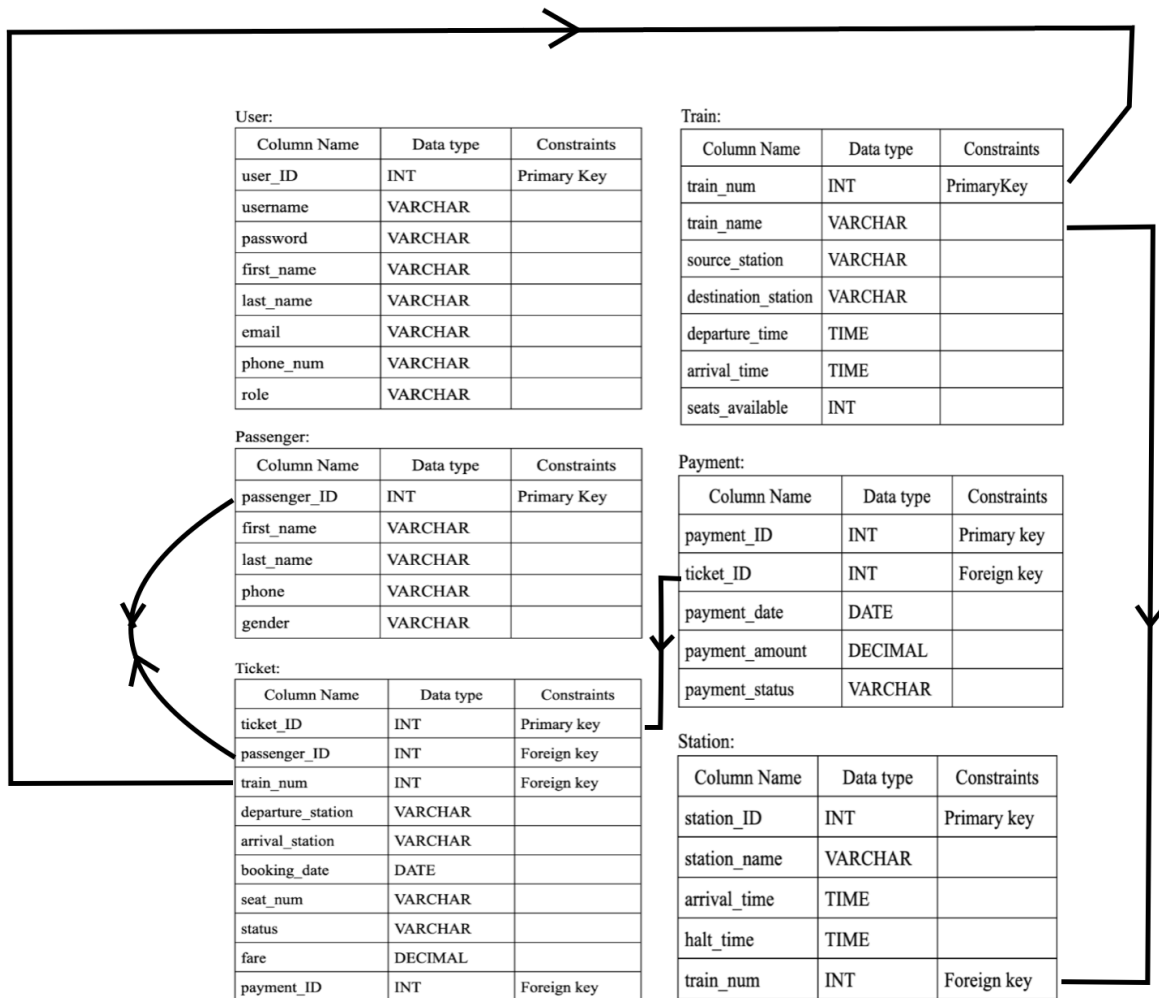 User:
Column Name Data type Constraints
user_ID INT Primary Key
username VARCHAR
password VARCHAR
first_name VARCHAR
last_name VARCHAR
email VARCHAR
phone_num VARCHAR
role VARCHAR
Passenger:
Column Name Data type Constraints
passenger_ID INT Primary Key
first_name VARCHAR
last_name VARCHAR
phone VARCHAR
gender VARCHAR
Ticket:
Column Name Data type Constraints
ticket_ID INT Primary key
passenger_ID INT Foreign key
train_num INT Foreign key
departure_station VARCHAR
arrival_station VARCHAR
booking_date DATE
seat_num VARCHAR
status VARCHAR
fare DECIMAL
payment_ID INT Foreign key
Train:
Column Name Data type Constraints
train_num INT PrimaryKey
train_name VARCHAR
source_station VARCHAR
destination_station VARCHAR
departure_time TIME
arrival_time TIME
seats_available INT
Payment:
Column Name Data type Constraints
payment_ID INT Primary key
ticket_ID INT Foreign key
payment_date DATE
payment_amount DECIMAL
payment_status VARCHAR
Station:
Column Name Data type Constraints
station_ID INT Primary key
station_name VARCHAR
arrival_time TIME
halt_time TIME
train_num INT Foreign key